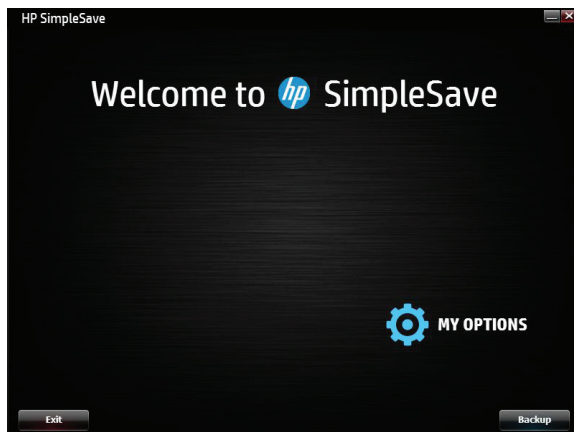 HP SimpleSave
Welcome to hp SimpleSave
MY OPTIONS
Exit Backup